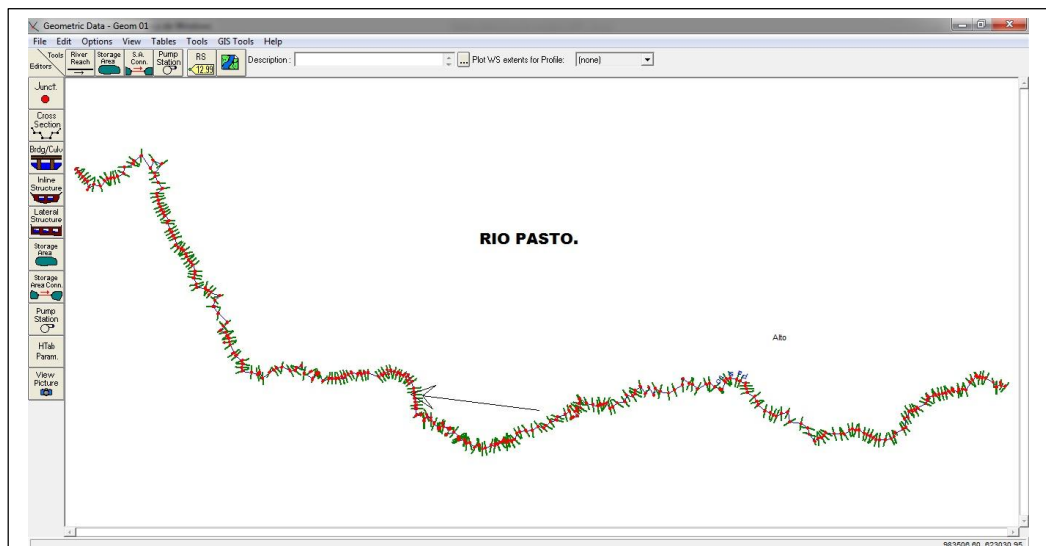 Geometric Data - Geom 01
File Edit Options View Tables Tools GIS Tools Help
Tools
Editors
River
Reach
Storage
Area
S.A.
Conn.
Pump
Station
RS
12.99
Description :
...
Plot WS extents for Profile:
(none)
Junct.
Cross
Section
Brdg/Culv
Inline
Structure
Lateral
Structure
Storage
Area
Storage
Area Conn.
Pump
Station
HTab
Param.
View
Picture
RIO PASTO.
Alto
983506.60, 623030.95